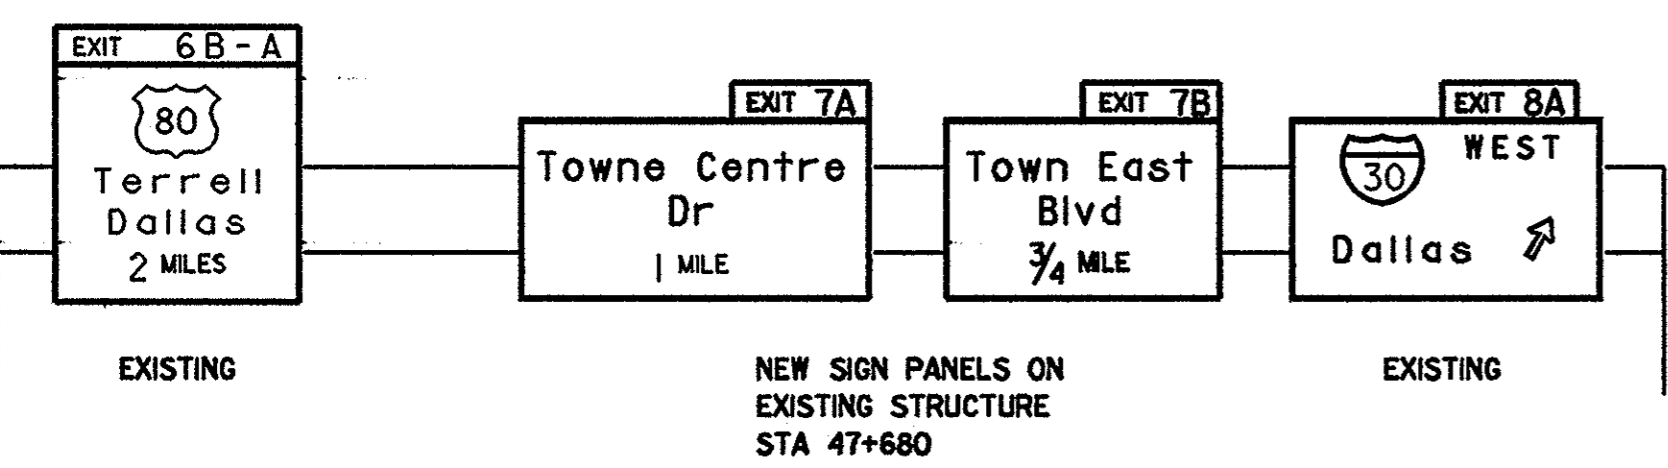 EXIT 6B-A
80
Terrell
Dallas
2 MILES
EXISTING
EXIT 7A
Towne Centre
Dr
1 MILE
EXIT 7B
Town East
Blvd
3/4 MILE
NEW SIGN PANELS ON
EXISTING STRUCTURE
STA 47+680
EXIT 8A
30 WEST
Dallas
EXISTING